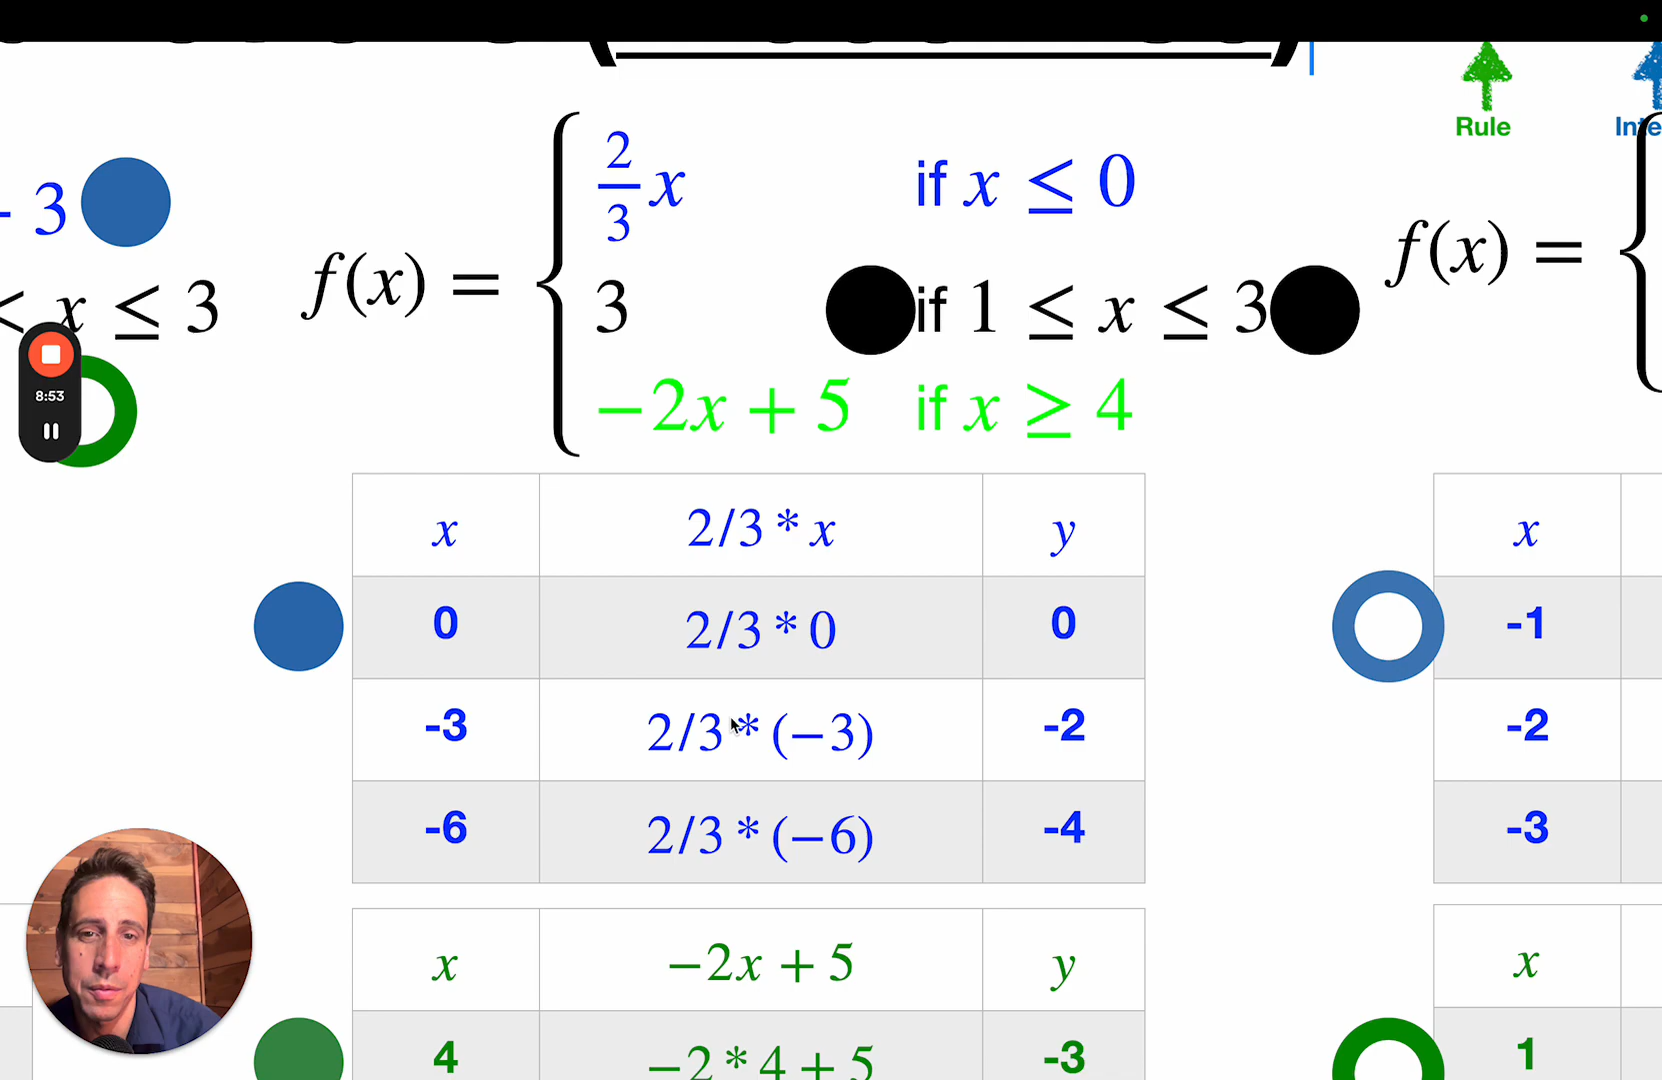 Rule
Inte
- 3
< x ≤ 3
8:53
f(x) =
2/3 x if x ≤ 0
3 if 1 ≤ x ≤ 3
−2x + 5 if x ≥ 4
f(x) =
x 2/3 * x y
0 2/3 * 0 0
-3 2/3 * (−3) -2
-6 2/3 * (−6) -4
x −2x + 5 y
4 −2 * 4 + 5 -3
x
-1
-2
-3
x
1